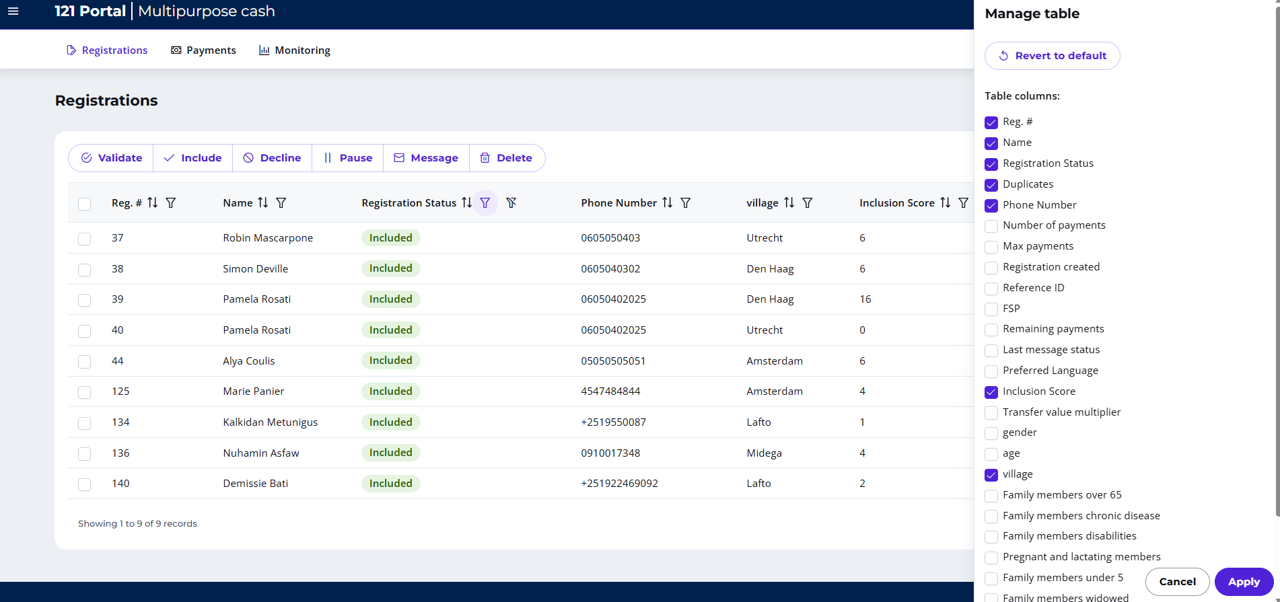 121 Portal | Multipurpose cash
Registrations Payments Monitoring
Registrations
Validate Include Decline Pause Message Delete
Reg. # Name Registration Status Phone Number village Inclusion Score
37 Robin Mascarpone Included 0605050403 Utrecht 6
38 Simon Deville Included 0605040302 Den Haag 6
39 Pamela Rosati Included 06050402025 Den Haag 16
40 Pamela Rosati Included 06050402025 Utrecht 0
44 Alya Coulis Included 05050505051 Amsterdam 6
125 Marie Panier Included 4547484844 Amsterdam 4
134 Kalkidan Metunigus Included +2519550087 Lafto 1
136 Nuhamin Asfaw Included 0910017348 Midega 4
140 Demissie Bati Included +251922469092 Lafto 2
Showing 1 to 9 of 9 records
Manage table
Revert to default
Table columns:
Reg. #
Name
Registration Status
Duplicates
Phone Number
Number of payments
Max payments
Registration created
Reference ID
FSP
Remaining payments
Last message status
Preferred Language
Inclusion Score
Transfer value multiplier
gender
age
village
Family members over 65
Family members chronic disease
Family members disabilities
Pregnant and lactating members
Family members under 5
Family members widowed
Cancel Apply